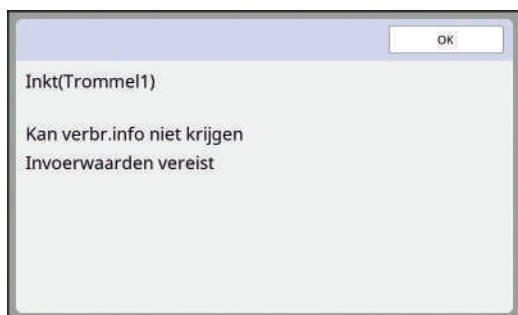 OK
Inkt(Trommel1)
Kan verbr.info niet krijgen
Invoerwaarden vereist